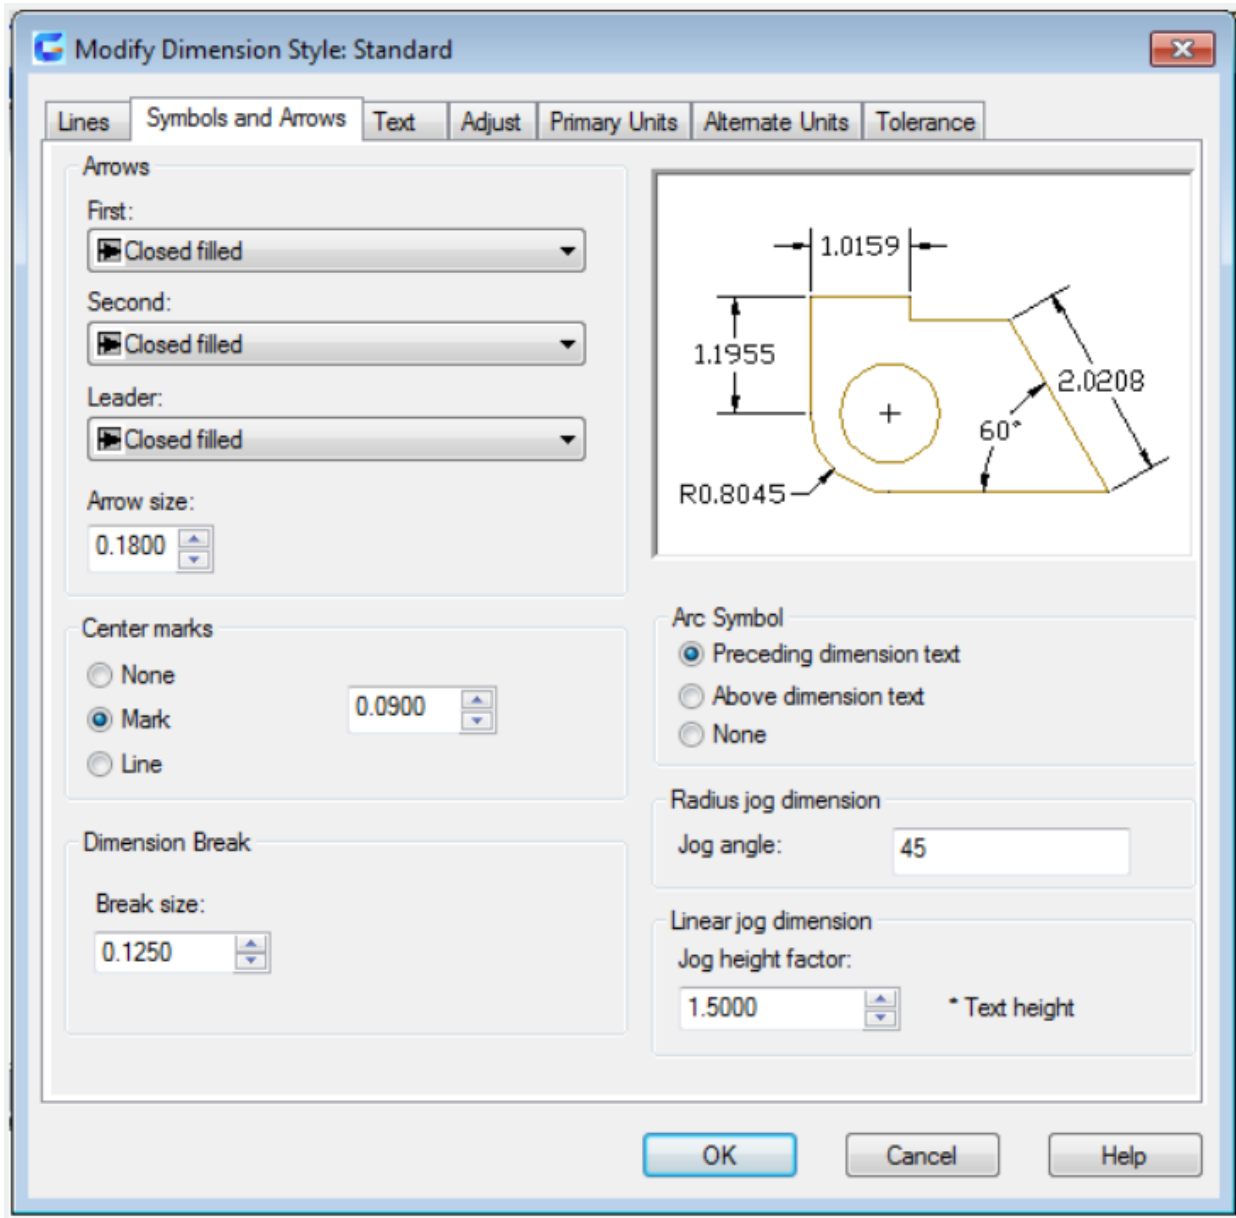 Modify Dimension Style: Standard
Lines
Symbols and Arrows
Text
Adjust
Primary Units
Alternate Units
Tolerance
Arrows
First:
Closed filled
Second:
Closed filled
Leader:
Closed filled
Arrow size:
0.1800
1.0159
1.1955
2.0208
60°
R0.8045
Center marks
None
Mark
Line
0.0900
Arc Symbol
Preceding dimension text
Above dimension text
None
Dimension Break
Break size:
0.1250
Radius jog dimension
Jog angle:
45
Linear jog dimension
Jog height factor:
1.5000
* Text height
OK
Cancel
Help